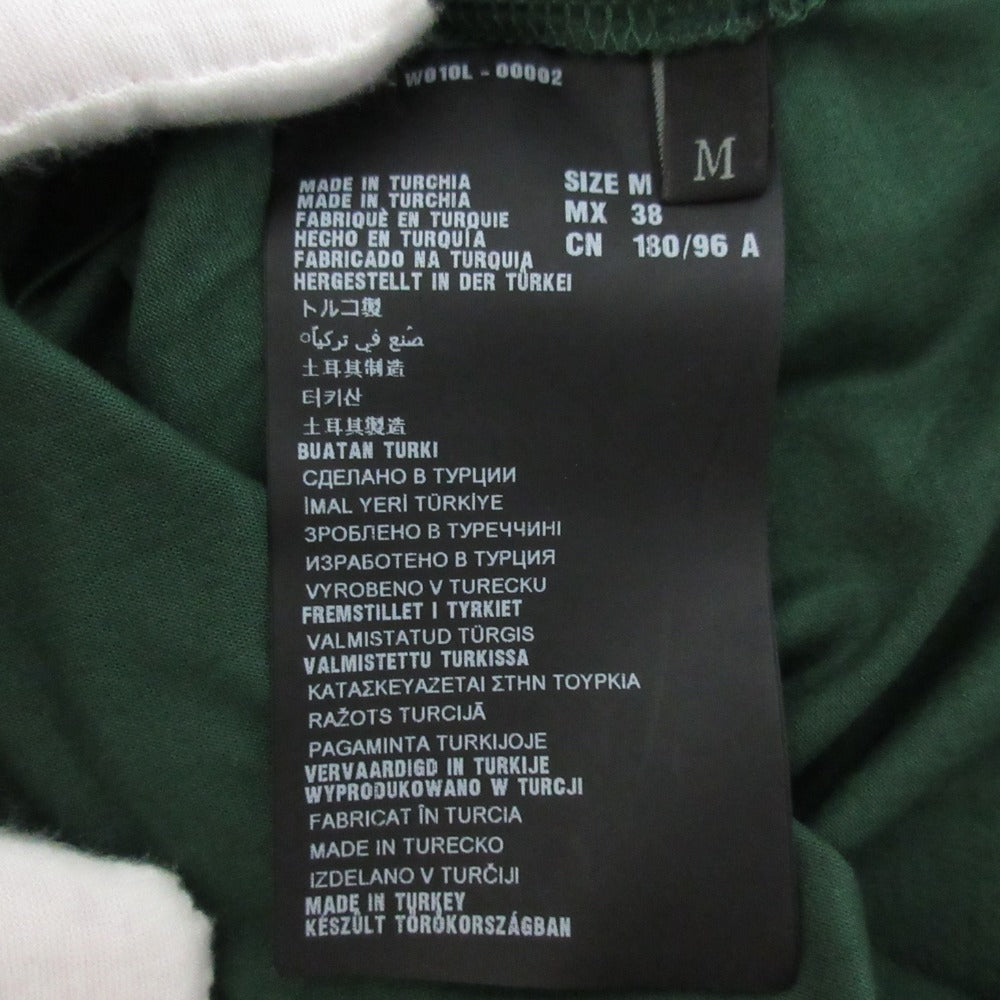 W010L - 00002
M
MADE IN TURCHIA
MADE IN TURCHIA
FABRIQUÈ EN TURQUIE
HECHO EN TURQUÍA
FABRICADO NA TURQUIA
HERGESTELLT IN DER TÜRKEI
SIZE M
MX 38
CN 180/96 A
トルコ製
صُنع في تركياً
土耳其制造
터키산
土耳其製造
BUATAN TURKI
СДЕЛАНО В ТУРЦИИ
İMAL YERİ TÜRKİYE
ЗРОБЛЕНО В ТУРЕЧЧИНІ
ИЗРАБОТЕНО В ТУРЦИЯ
VYROBENO V TURECKU
FREMSTILLET I TYRKIET
VALMISTATUD TÜRGIS
VALMISTETTU TURKISSA
ΚΑΤΑΣΚΕΥΑΖΕΤΑΙ ΣΤΗΝ ΤΟΥΡΚΙΑ
RAŽOTS TURCIJĀ
PAGAMINTA TURKIJOJE
VERVAARDIGD IN TURKIJE
WYPRODUKOWANO W TURCJI
FABRICAT ÎN TURCIA
MADE IN TURECKO
IZDELANO V TURČIJI
MADE IN TURKEY
KÉSZÜLT TÖRÖKORSZÁGBAN